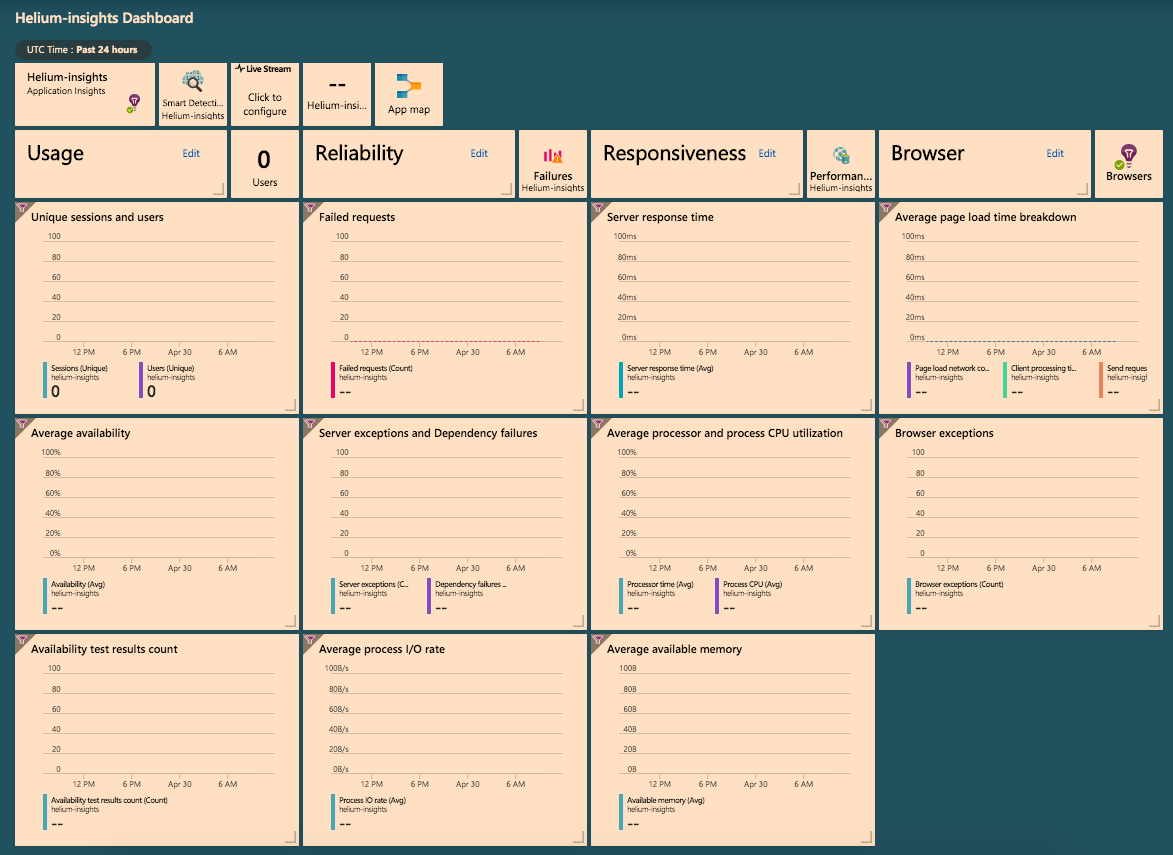 Helium-insights Dashboard
UTC Time : Past 24 hours
Helium-insights
Application Insights
Smart Detecti...
Helium-insights
Live Stream
Click to
configure
--
Helium-insi...
App map
Usage
Edit
0
Users
Reliability
Edit
Failures
Helium-insights
Responsiveness
Edit
Performan...
Helium-insights
Browser
Edit
Browsers
Unique sessions and users
100
80
60
40
20
0
12 PM 6 PM Apr 30 6 AM
Sessions (Unique)
helium-insights
0
Users (Unique)
helium-insights
0
Failed requests
100
80
60
40
20
0
12 PM 6 PM Apr 30 6 AM
Failed requests (Count)
helium-insights
--
Server response time
100ms
80ms
60ms
40ms
20ms
0ms
12 PM 6 PM Apr 30 6 AM
Server response time (Avg)
helium-insights
--
Average page load time breakdown
100ms
80ms
60ms
40ms
20ms
0ms
12 PM 6 PM Apr 30 6 AM
Page load network co...
helium-insights
--
Client processing ti...
helium-insights
--
Send reques
helium-insigl
--
Average availability
100%
80%
60%
40%
20%
0%
12 PM 6 PM Apr 30 6 AM
Availability (Avg)
helium-insights
--
Server exceptions and Dependency failures
100
80
60
40
20
0
12 PM 6 PM Apr 30 6 AM
Server exceptions (C...
helium-insights
--
Dependency failures ...
helium-insights
--
Average processor and process CPU utilization
100%
80%
60%
40%
20%
0%
12 PM 6 PM Apr 30 6 AM
Processor time (Avg)
helium-insights
--
Process CPU (Avg)
helium-insights
--
Browser exceptions
100
80
60
40
20
0
12 PM 6 PM Apr 30 6 AM
Browser exceptions (Count)
helium-insights
--
Availability test results count
100
80
60
40
20
0
12 PM 6 PM Apr 30 6 AM
Availability test results count (Count)
helium-insights
--
Average process I/O rate
100B/s
80B/s
60B/s
40B/s
20B/s
0B/s
12 PM 6 PM Apr 30 6 AM
Process IO rate (Avg)
helium-insights
--
Average available memory
100B
80B
60B
40B
20B
0B
12 PM 6 PM Apr 30 6 AM
Available memory (Avg)
helium-insights
--